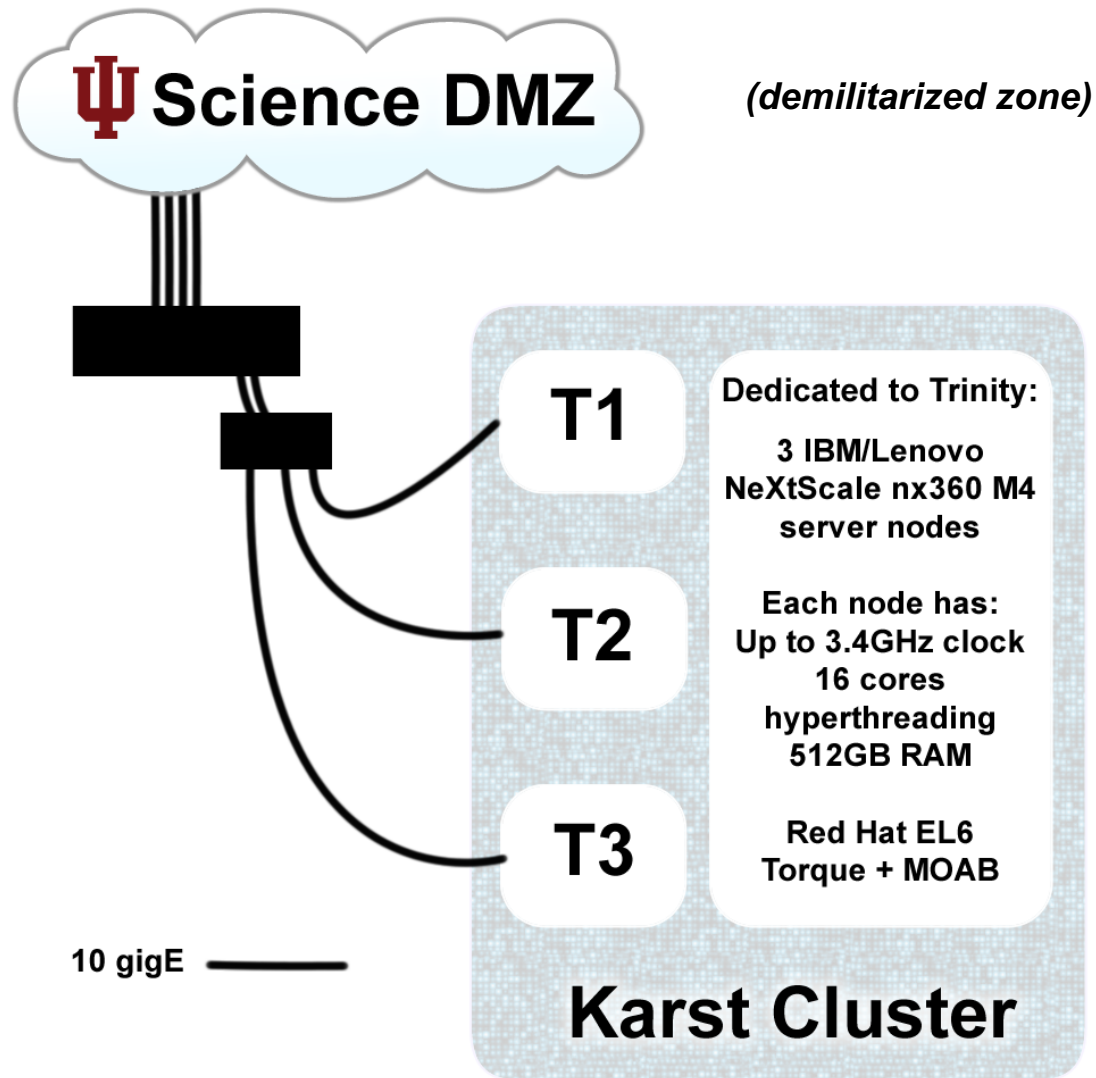 Science DMZ
(demilitarized zone)
T1
T2
T3
Dedicated to Trinity:
3 IBM/Lenovo
NeXtScale nx360 M4
server nodes
Each node has:
Up to 3.4GHz clock
16 cores
hyperthreading
512GB RAM
Red Hat EL6
Torque + MOAB
10 gigE
Karst Cluster